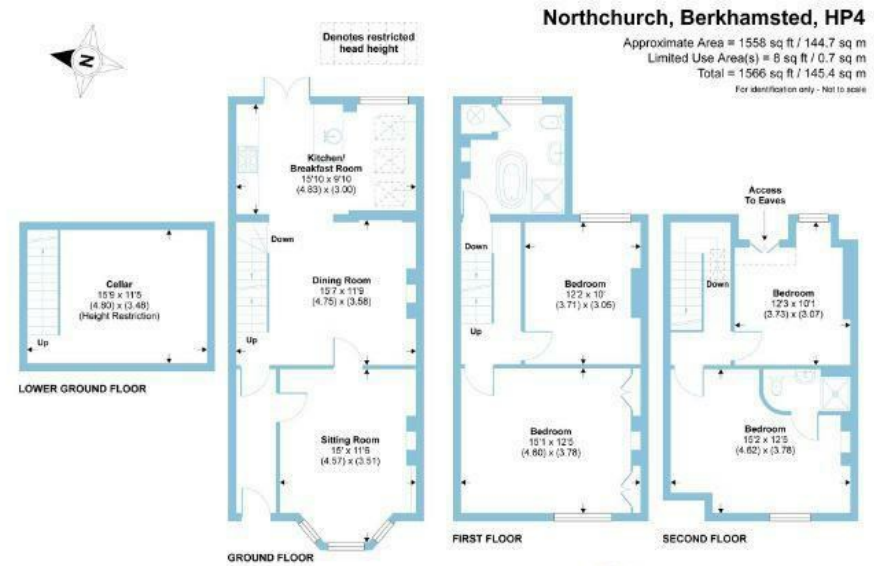 Northchurch, Berkhamsted, HP4
Approximate Area = 1558 sq ft / 144.7 sq m
Limited Use Area(s) = 8 sq ft / 0.7 sq m
Total = 1566 sq ft / 145.4 sq m
For identification only - Not to scale
N
Denotes restricted
head height
Kitchen/
Breakfast Room
15'10 x 9'10
(4.83) x (3.00)
Down
Dining Room
15'7 x 11'9
(4.75) x (3.58)
Up
Sitting Room
15' x 11'6
(4.57) x (3.51)
GROUND FLOOR
Cellar
15'9 x 11'5
(4.80) x (3.48)
(Height Restriction)
Up
LOWER GROUND FLOOR
Down
Up
Bedroom
12'2 x 10'
(3.71) x (3.05)
Bedroom
15'1 x 12'5
(4.60) x (3.78)
FIRST FLOOR
Access
To Eaves
Down
Bedroom
12'3 x 10'1
(3.73) x (3.07)
Bedroom
15'2 x 12'5
(4.62) x (3.78)
SECOND FLOOR